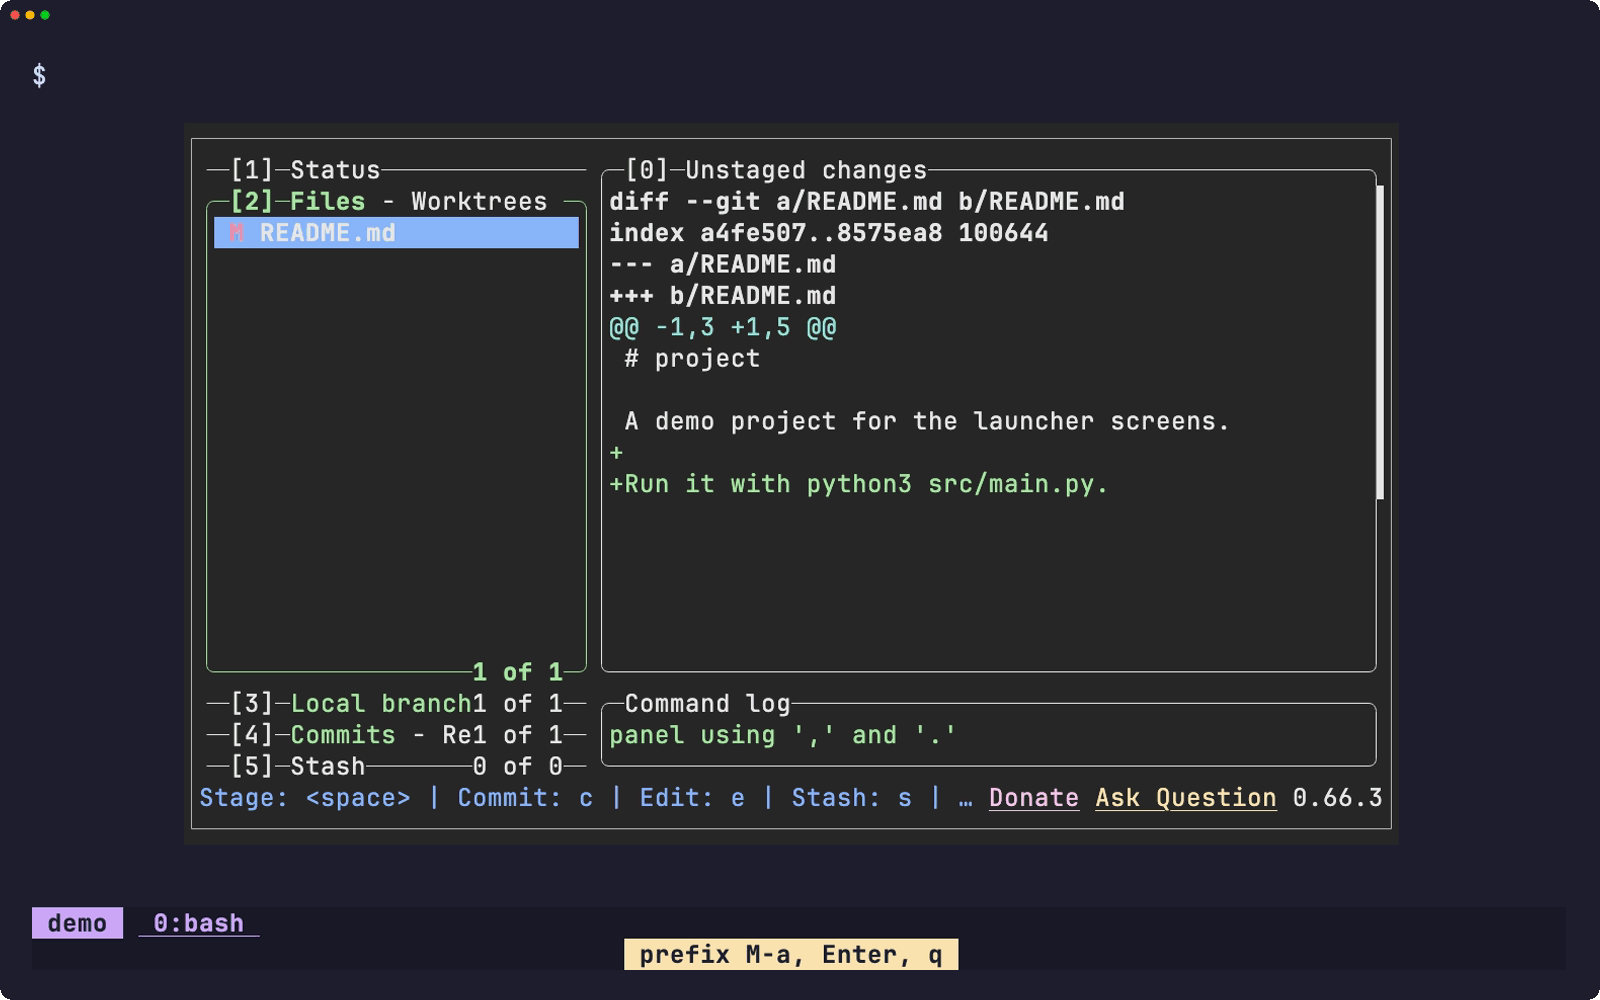 $
[1]─Status
[2]─Files - Worktrees
M README.md
1 of 1
[3]─Local branch1 of 1
[4]─Commits - Re1 of 1
[5]─Stash 0 of 0
[0]─Unstaged changes
diff --git a/README.md b/README.md
index a4fe507..8575ea8 100644
--- a/README.md
+++ b/README.md
@@ -1,3 +1,5 @@
# project
A demo project for the launcher screens.
+
+Run it with python3 src/main.py.
Command log
panel using ',' and '.'
Stage: <space> | Commit: c | Edit: e | Stash: s | … Donate Ask Question 0.66.3
demo 0:bash
prefix M-a, Enter, q